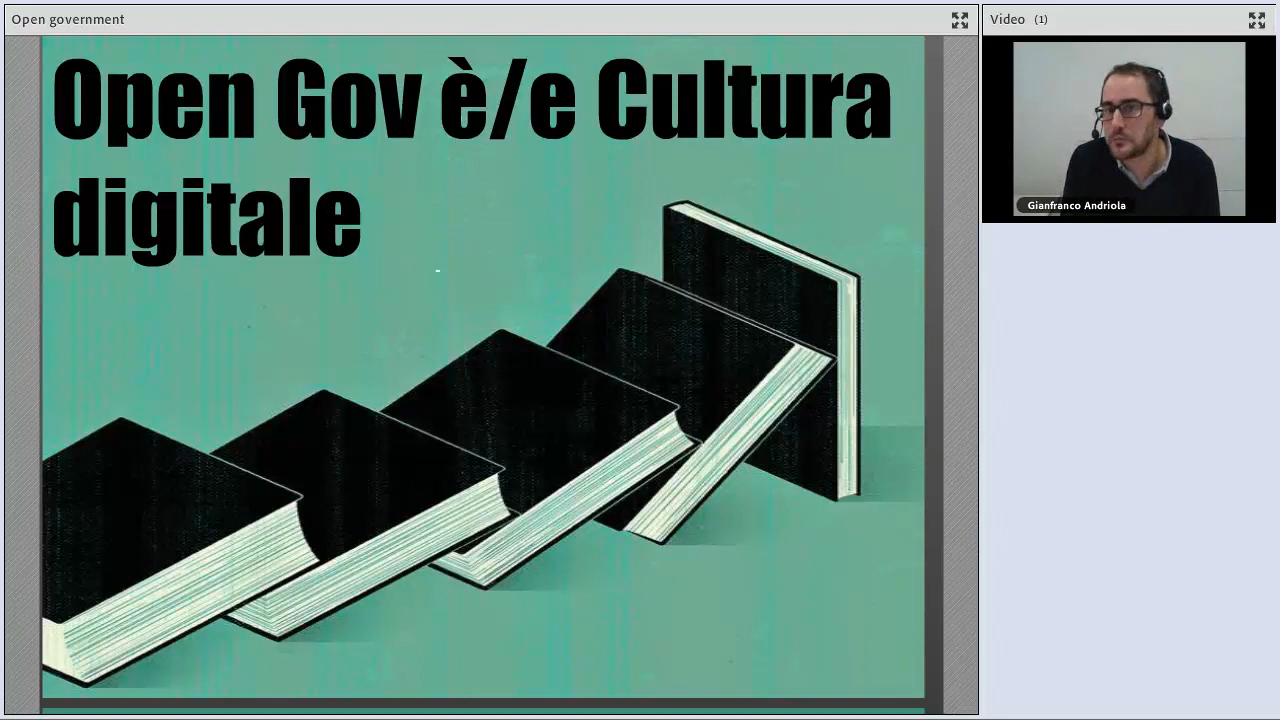 Open government
Open Gov è/e Cultura
digitale
Video (1)
Gianfranco Andriola